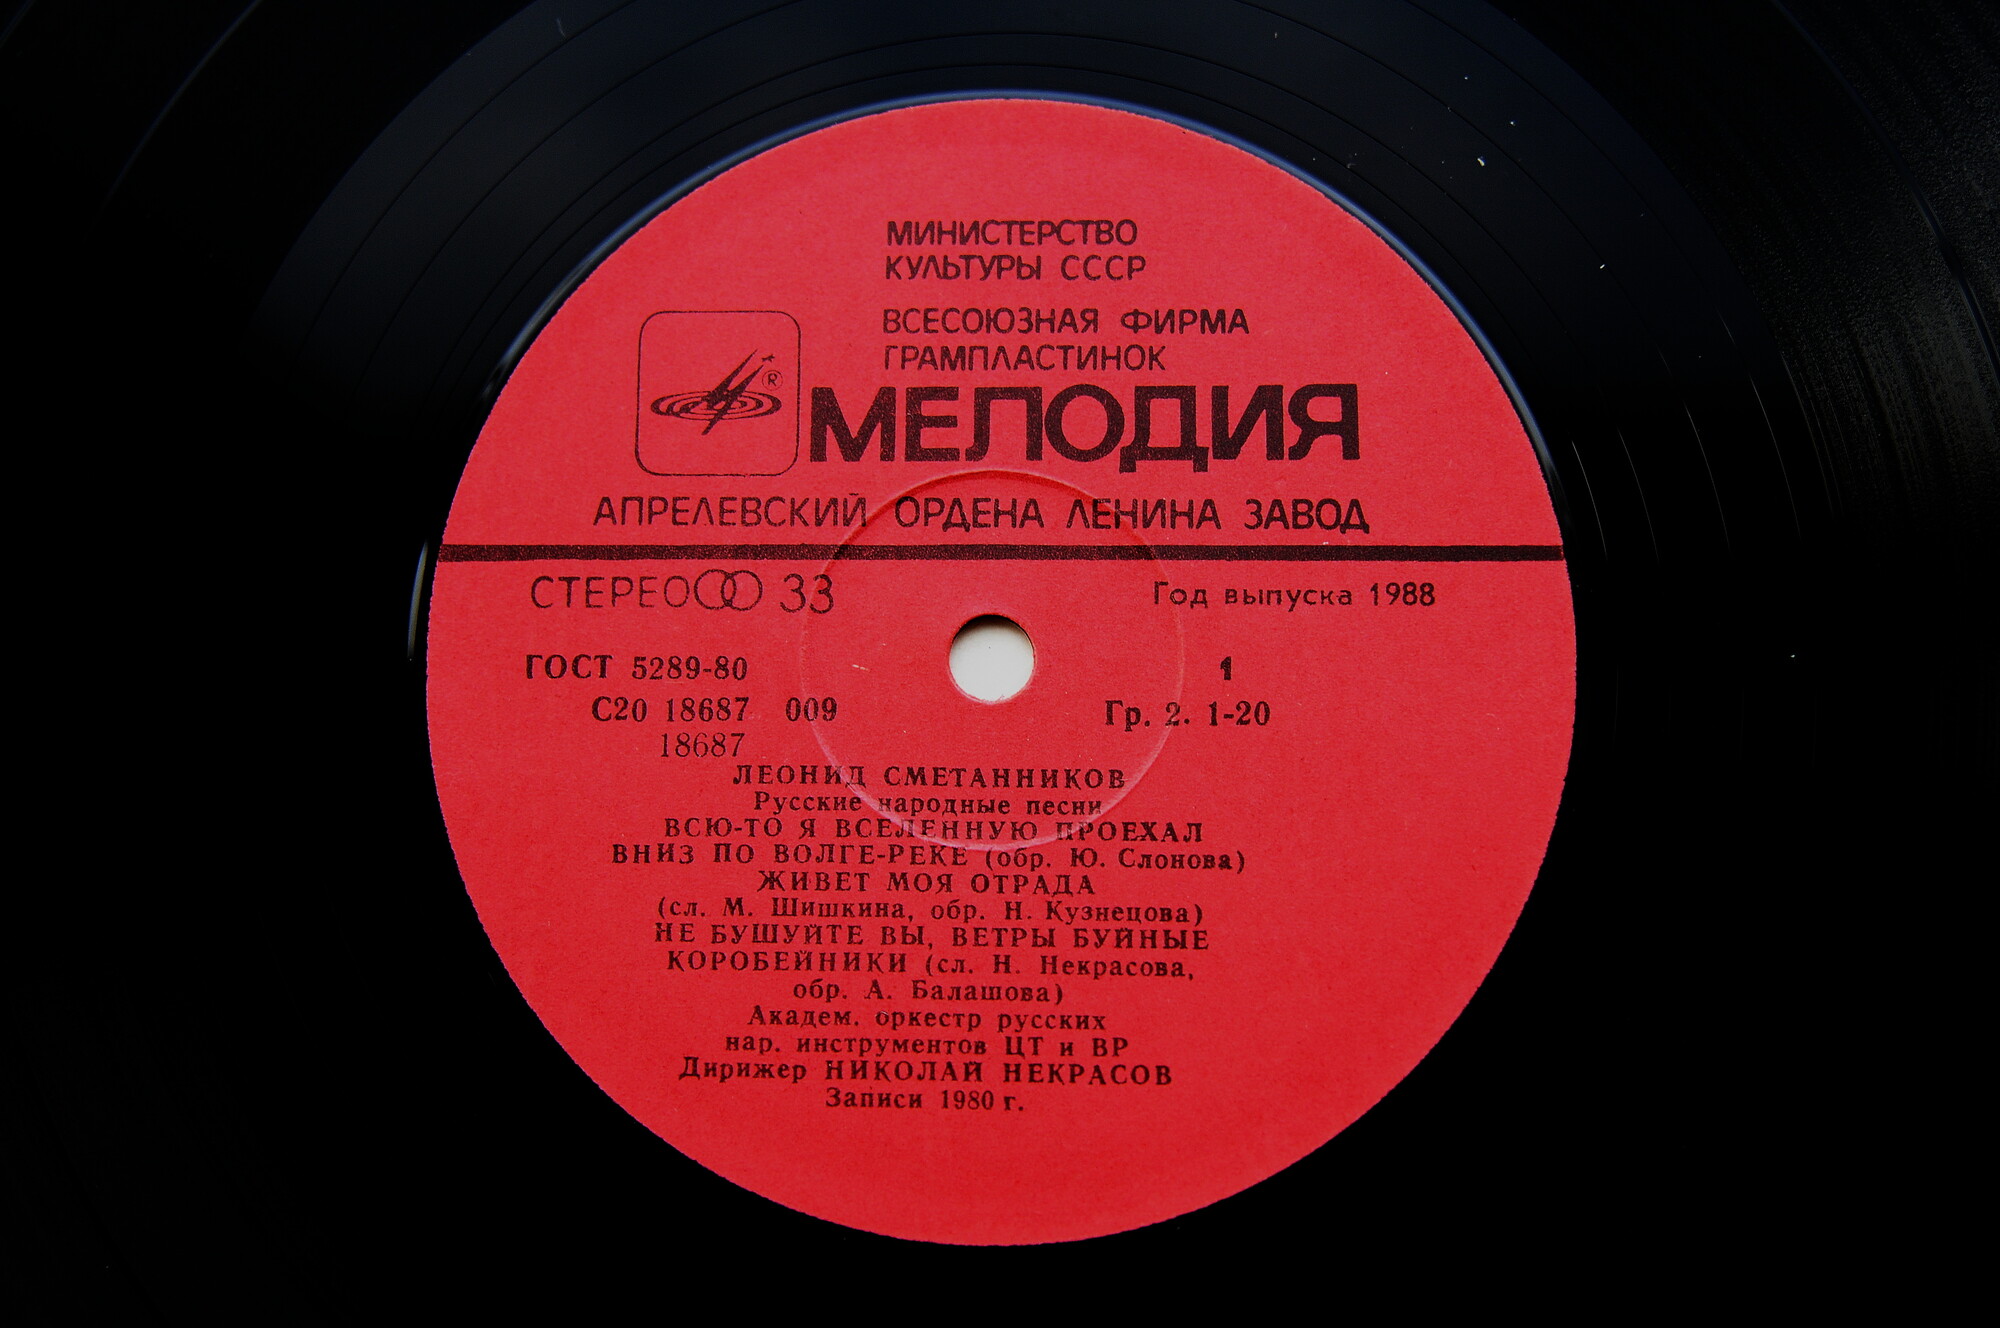 МИНИСТЕРСТВО
КУЛЬТУРЫ СССР
ВСЕСОЮЗНАЯ ФИРМА
ГРАМПЛАСТИНОК
®
МЕЛОДИЯ
АПРЕЛЕВСКИЙ ОРДЕНА ЛЕНИНА ЗАВОД
СТЕРЕО 33
Год выпуска 1988
ГОСТ 5289-80
1
С20 18687 009
Гр. 2. 1-20
18687
ЛЕОНИД СМЕТАННИКОВ
Русские народные песни
ВСЮ-ТО Я ВСЕЛЕННУЮ ПРОЕХАЛ
ВНИЗ ПО ВОЛГЕ-РЕКЕ (обр. Ю. Слонова)
ЖИВЕТ МОЯ ОТРАДА
(сл. М. Шишкина, обр. Н. Кузнецова)
НЕ БУШУЙТЕ ВЫ, ВЕТРЫ БУЙНЫЕ
КОРОБЕЙНИКИ (сл. Н. Некрасова,
обр. А. Балашова)
Академ. оркестр русских
нар. инструментов ЦТ и ВР
Дирижер НИКОЛАЙ НЕКРАСОВ
Записи 1980 г.